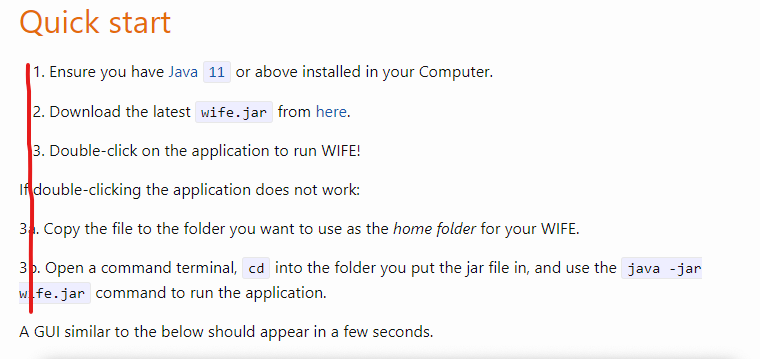 Quick start
1. Ensure you have Java 11 or above installed in your Computer.
2. Download the latest wife.jar from here.
3. Double-click on the application to run WIFE!
If double-clicking the application does not work:
3a. Copy the file to the folder you want to use as the home folder for your WIFE.
3b. Open a command terminal, cd into the folder you put the jar file in, and use the java -jar
wife.jar command to run the application.
A GUI similar to the below should appear in a few seconds.